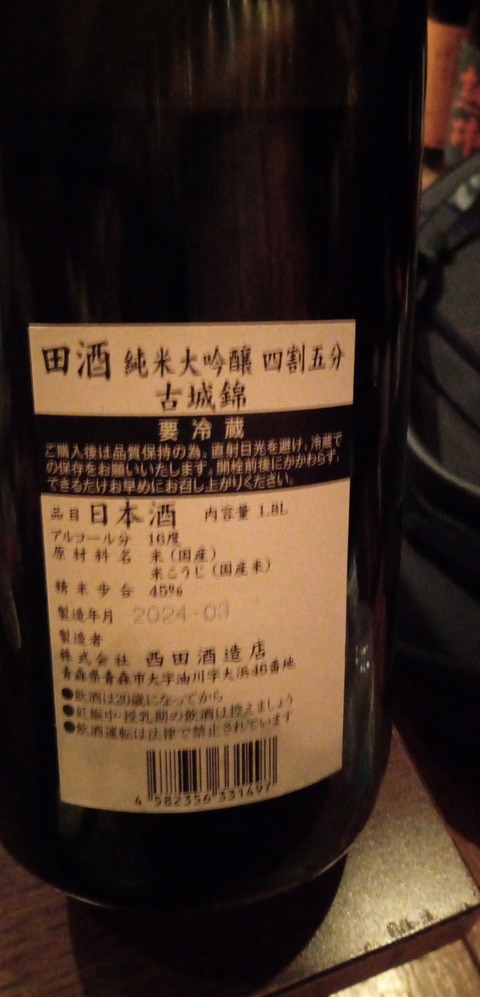 田酒 純米大吟醸 四割五分
古城錦
要冷蔵
ご購入後は品質保持の為、直射日光を避け、冷蔵で
の保存をお願いいたします。開栓前後にかかわらず、
できるだけお早めにお召し上がりください。
品目 日本酒 内容量 1.8L
アルコール分 16度
原材料名 米(国産)
米こうじ(国産米)
精米歩合 45%
製造年月 2024-03
製造者
株式会社 西田酒造店
青森県青森市大字油川字大浜46番地
●飲酒は20歳になってから
●妊娠中・授乳期の飲酒は控えましょう
●飲酒運転は法律で禁止されています
4 582356 331697